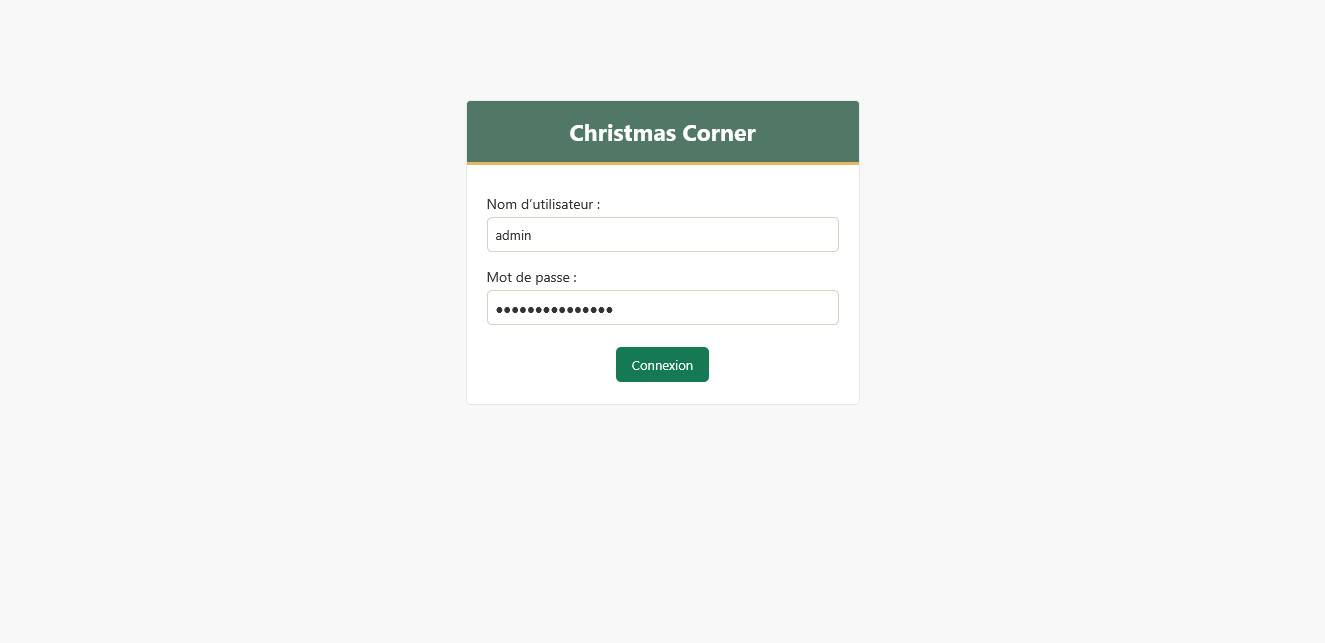 Christmas Corner
Nom d'utilisateur :
admin
Mot de passe :
•••••••••••••••
Connexion